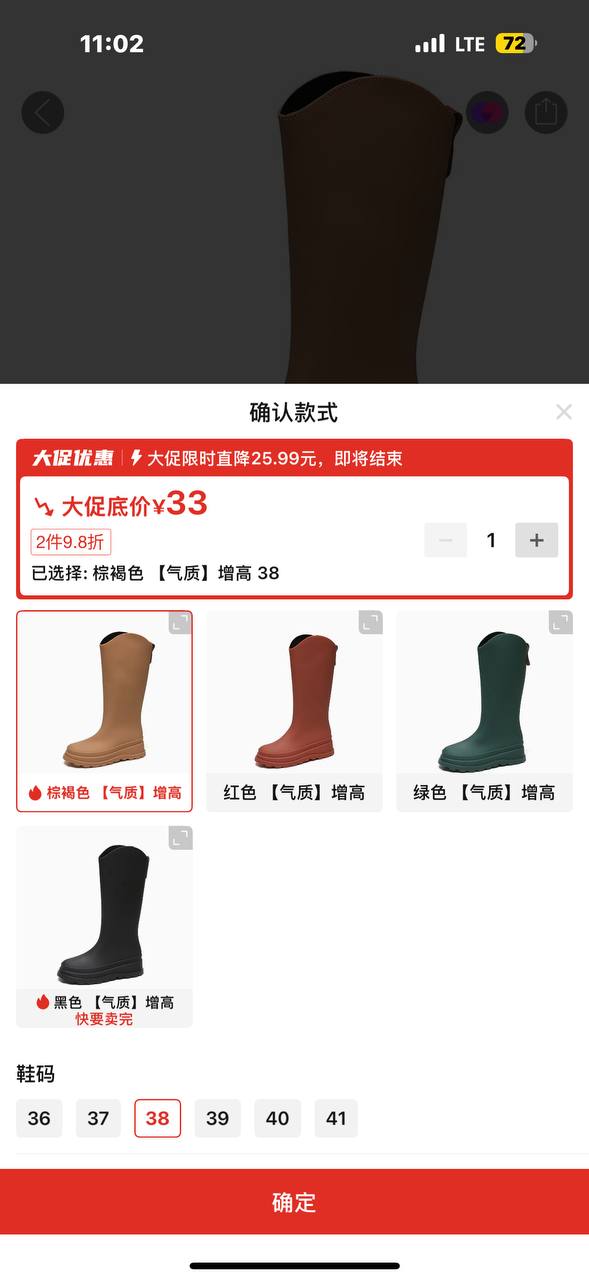 11:02
LTE 72
确认款式
大促优惠 大促限时直降25.99元，即将结束
大促底价¥33
2件9.8折
1
已选择: 棕褐色 【气质】增高 38
棕褐色 【气质】增高
红色 【气质】增高
绿色 【气质】增高
黑色 【气质】增高
快要卖完
鞋码
36 37 38 39 40 41
确定